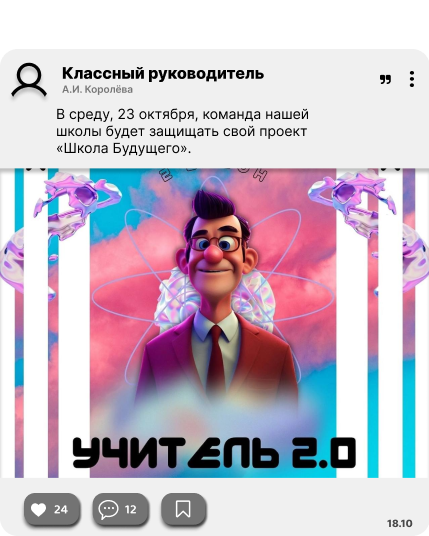 Классный руководитель
А.И. Королёва
В среду, 23 октября, команда нашей
школы будет защищать свой проект
«Школа Будущего».
УЧИТЕЛЬ 2.0
24
12
18.10